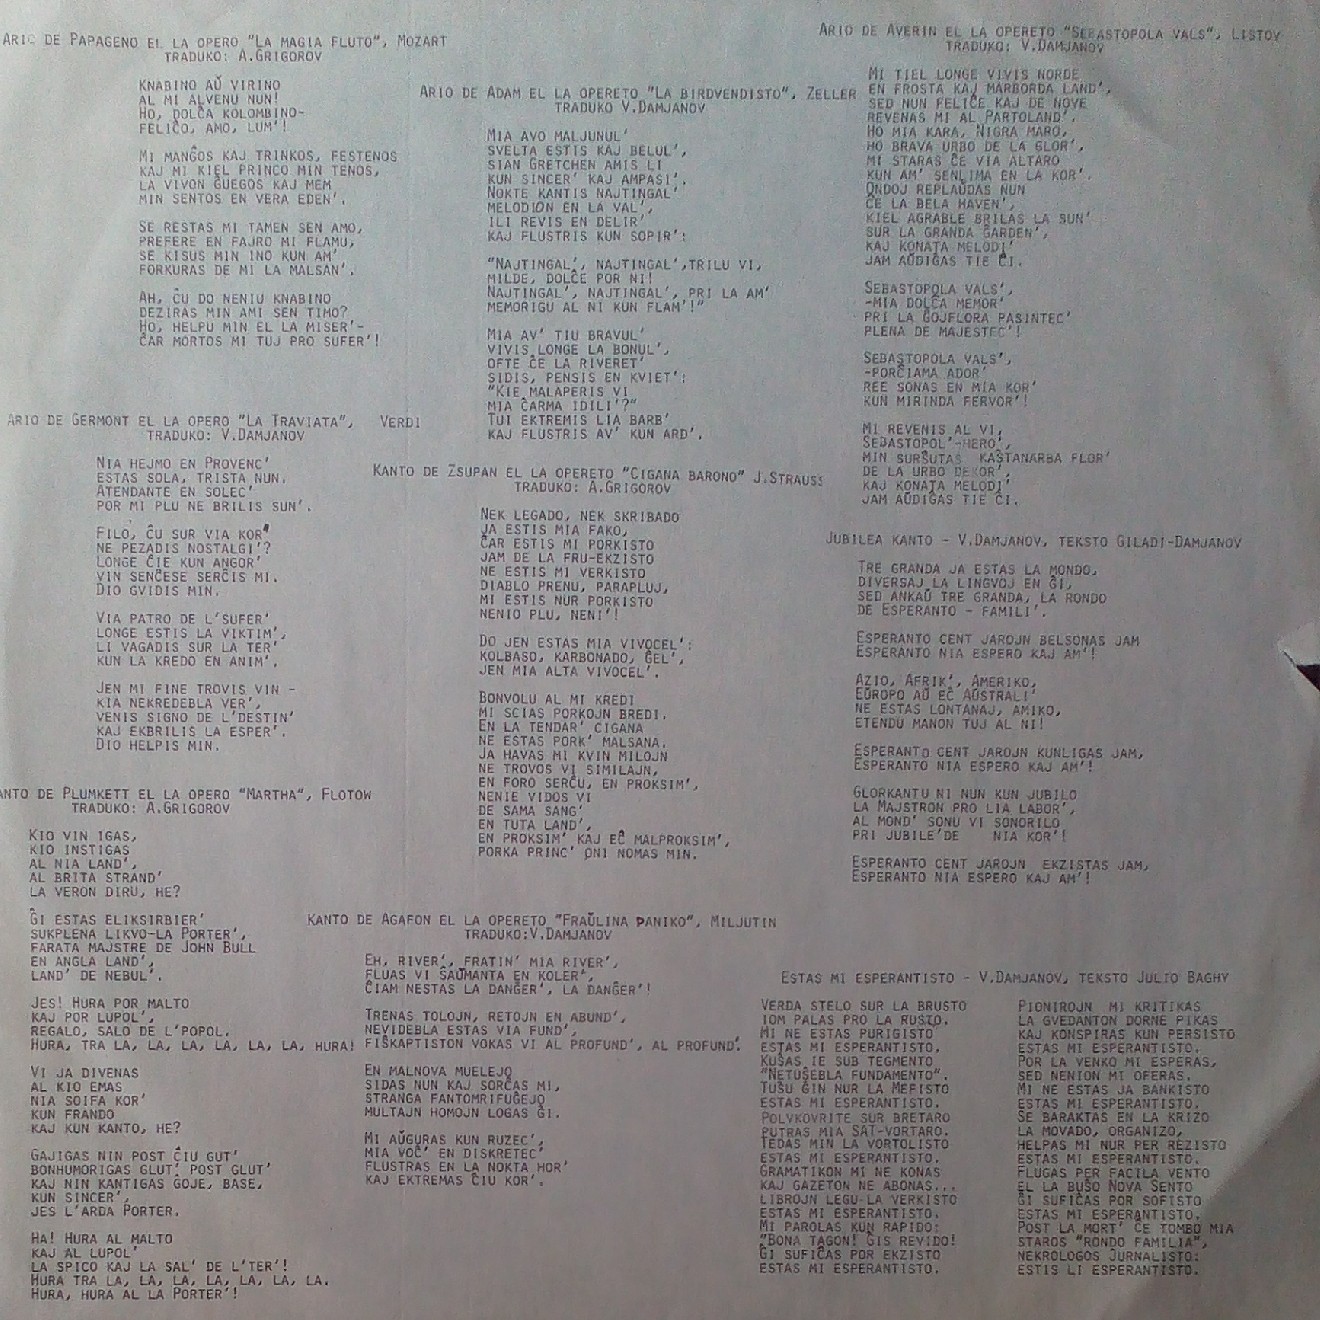 Ario de Papageno el la opero "La magia fluto", Mozart
Traduko: A.Grigorov
Knabino aŭ virino
al mi alvenu nun!
Ho, dolĉa kolombino-
feliĉo, amo, lum'!
Mi manĝos kaj trinkos, festenos
kaj mi kiel princo min tenos,
la vivon ĝuegos kaj mem
min sentos en vera Eden'.
Se restas mi tamen sen amo,
prefere en fajro mi flamu,
se kisus min ino kun am'
forkuras de mi la malsan'.
Ah, ĉu do neniu knabino
deziras min ami sen timo?
Ho, helpu min el la miser'-
ĉar mortos mi tuj pro sufer'!
Ario de Germont el la opero "La Traviata", Verdi
Traduko: V.Damjanov
Nia hejmo en Provenc'
estas sola, trista nun.
Atendante en solec'
por mi plu ne brilis sun'.
Filo, ĉu sur via kor'
ne pezadis nostalgi'?
Longe ĉie kun angor'
vin senĉese serĉis mi.
Dio gvidis min.
Via patro de l'sufer'
longe estis la viktim',
li vagadis sur la ter'
kun la kredo en anim'.
Jen mi fine trovis vin -
kia nekredebla ver',
venis signo de l'destin'
kaj ekbrilis la esper'.
Dio helpis min.
Kanto de Plumkett el la opero "Martha", Flotow
Traduko: A.Grigorov
Kio vin igas,
kio instigas
al nia land',
al brita strand'
la veron diru, he?
Ĝi estas eliksirbier'
sukplena likvo-la Porter',
farata majstre de John Bull
en angla land',
land' de nebul'.
Jes! Hura por malto
kaj por lupol',
regalo, salo de l'popol.
Hura, tra la, la, la, la, la, la, hura!
Vi ja divenas
al kio emas
nia soifa kor'
kun frando
kaj kun kanto, he?
Gajigas nin post ĉiu gut'
bonhumorigas glut' post glut'
kaj nin kantigas goje, base,
kun sincer',
jes l'arda Porter.
Ha! Hura al malto
kaj al lupol'
la spico kaj la sal' de l'ter'!
Hura tra la, la, la, la, la, la, la.
Hura, hura al la Porter'!
Ario de Adam el la opereto "La birdvendisto", Zeller
Traduko V.Damjanov
Mia avo maljunul'
svelta estis kaj belul',
sian Gretchen amis li
kun sincer' kaj ampasi'.
Nokte kantis najtingal'
melodion en la val',
ili revis en delir'
kaj flustris kun sopir':
"Najtingal', najtingal',trilu vi,
milde, dolĉe por ni!
Najtingal', najtingal', pri la am'
memorigu al ni kun flam'!"
Mia av' tiu bravul'
vivis longe la bonul',
ofte ĉe la riveret'
sidis, pensis en kviet':
"Kie malaperis vi
mia ĉarma idili'?"
Tui ektremis lia barb'
kaj flustris av' kun ard'.
Kanto de Zsupan el la opereto "Cigana barono" J.Strauss
Traduko: A.Grigorov
Nek legado, nek skribado
ja estis mia fako,
ĉar estis mi porkisto
jam de la fru-ekzisto
ne estis mi verkisto
diablo prenu, parapluj,
mi estis nur porkisto
nenio plu, neni'!
Do jen estas mia vivocel':
kolbaso, karbonado, ĝel',
jen mia alta vivocel'.
Bonvolu al mi kredi
mi scias porkojn bredi.
En la tendar' cigana
ne estas pork' malsana.
Ja havas mi kvin milojn
ne trovos vi similajn,
en foro serĉu, en proksim',
nenie vidos vi
de sama sang'
en tuta land',
en proksim' kaj eĉ malproksim',
porka princ' oni nomas min.
Kanto de Agafon el la opereto "Fraŭlina Paniko", Miljutin
Traduko:V.Damjanov
Eh, river', fratin' mia river',
fluas vi ŝaŭmanta en koler',
ĉiam nestas la danĝer', la danĝer'!
Trenas tolojn, retojn en abund',
nevidebla estas via fund',
fiŝkaptiston vokas vi al profund', al profund'.
En malnova muelejo
sidas nun kaj sorĉas mi,
stranga fantomrifuĝejo
multajn homojn logas ĝi.
Mi aŭguras kun ruzec',
mia voĉ' en diskretec'
flustras en la nokta hor'
kaj ektremas ĉiu kor'.
Ario de Averin el la opereto "Sebastopola vals", Listov
Traduko: V.Damjanov
Mi tiel longe vivis norde
en frosta kaj marborda land',
sed nun feliĉe kaj de nove
revenas mi al Partoland'.
Ho mia kara, Nigra maro,
ho brava urbo de la glor',
mi staras ĉe via altaro
kun am' senlima en la kor'.
Ondoj replaŭdas nun
ĉe la bela haven',
kiel agrable brilas la sun'
sur la granda ĝarden',
kaj konata melodi'
jam aŭdiĝas tie ĉi.
Sebastopola vals',
-mia dolĉa memor'
pri la ĝojflora pasintec'
plena de majestec'!
Sebastopola vals',
-porĉiama ador'
ree sonas en mia kor'
kun mirinda fervor'!
Mi revenis al vi,
Sebastopol'-hero',
min surŝutas kaŝtanarba flor'
de la urbo dekor',
kaj konata melodi'
jam aŭdiĝas tie ĉi.
Jubilea kanto - V.Damjanov, teksto Giladi-Damjanov
Tre granda ja estas la mondo,
diversaj la lingvoj en ĝi,
sed ankaŭ tre granda, la rondo
de Esperanto - famili'.
Esperanto cent jarojn belsonas jam
Esperanto nia espero kaj am'!
Azio, Afrik', Ameriko,
Eŭropo aŭ eĉ Aŭstrali'
ne estas lontanaj, amiko,
etendu manon tuj al ni!
Esperanto cent jarojn kunligas jam,
Esperanto nia espero kaj am'!
Glorkantu ni nun kun jubilo
la Majstron pro lia labor',
al mond' sonu vi sonorilo
pri jubile'de nia kor'!
Esperanto cent jarojn ekzistas jam,
Esperanto nia espero kaj am'!
Estas mi esperantisto - V.Damjanov, teksto Julio Baghy
Verda stelo sur la brusto
iom palas pro la rusto.
Mi ne estas purigisto
estas mi esperantisto.
Kuŝas ie sub tegmento
"Netuŝebla Fundamento".
Tuŝu ĝin nur la Mefisto
estas mi esperantisto.
Polvkovrite sur bretaro
putras mia SAT-vortaro.
Tedas min la vortolisto
estas mi esperantisto.
Gramatikon mi ne konas
kaj gazeton ne abonas...
Librojn legu la verkisto
estas mi esperantisto.
Mi parolas kun rapido:
"Bona tagon! Ĝis revido!
Ĝi sufiĉas por ekzisto
estas mi esperantisto.
Pionirojn mi kritikas
la gvedanton dorne pikas
kaj konspiras kun persisto
estas mi esperantisto.
Por la venko mi esperas,
sed nenion mi oferas.
Mi ne estas ja bankisto
estas mi esperantisto.
Se baraktas en la krizo
la movado, organizo,
helpas mi nur per rezisto
estas mi esperantisto.
Flugas per facila vento
el la buŝo nova sento
ĝi sufiĉas por sofisto
estas mi esperantisto.
Post la mort' ĉe tombo mia
staros "rondo familia",
nekrologos ĵurnalisto:
estis li esperantisto.